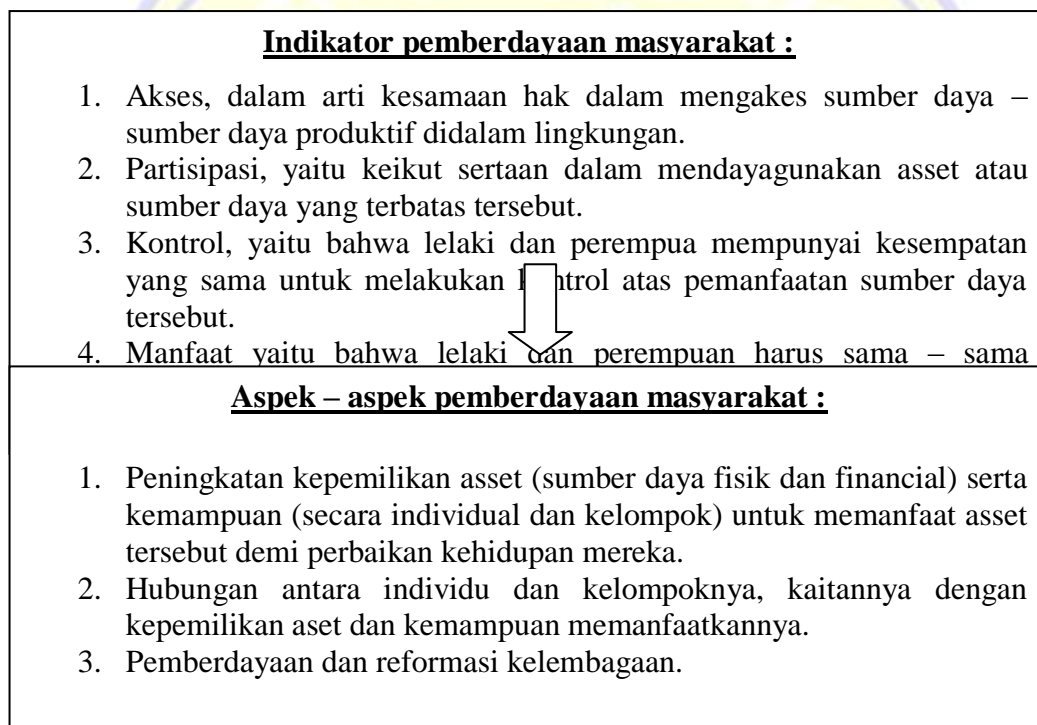 Indikator pemberdayaan masyarakat :
1. Akses, dalam arti kesamaan hak dalam mengakes sumber daya –
sumber daya produktif didalam lingkungan.
2. Partisipasi, yaitu keikut sertaan dalam mendayagunakan asset atau
sumber daya yang terbatas tersebut.
3. Kontrol, yaitu bahwa lelaki dan perempua mempunyai kesempatan
yang sama untuk melakukan atas pemanfaatan sumber daya
tersebut.
4. Manfaat yaitu bahwa lelaki dan perempuan harus sama – sama
Aspek – aspek pemberdayaan masyarakat :
1. Peningkatan kepemilikan asset (sumber daya fisik dan financial) serta
kemampuan (secara individual dan kelompok) untuk memanfaat asset
tersebut demi perbaikan kehidupan mereka.
2. Hubungan antara individu dan kelompoknya, kaitannya dengan
kepemilikan aset dan kemampuan memanfaatkannya.
3. Pemberdayaan dan reformasi kelembagaan.